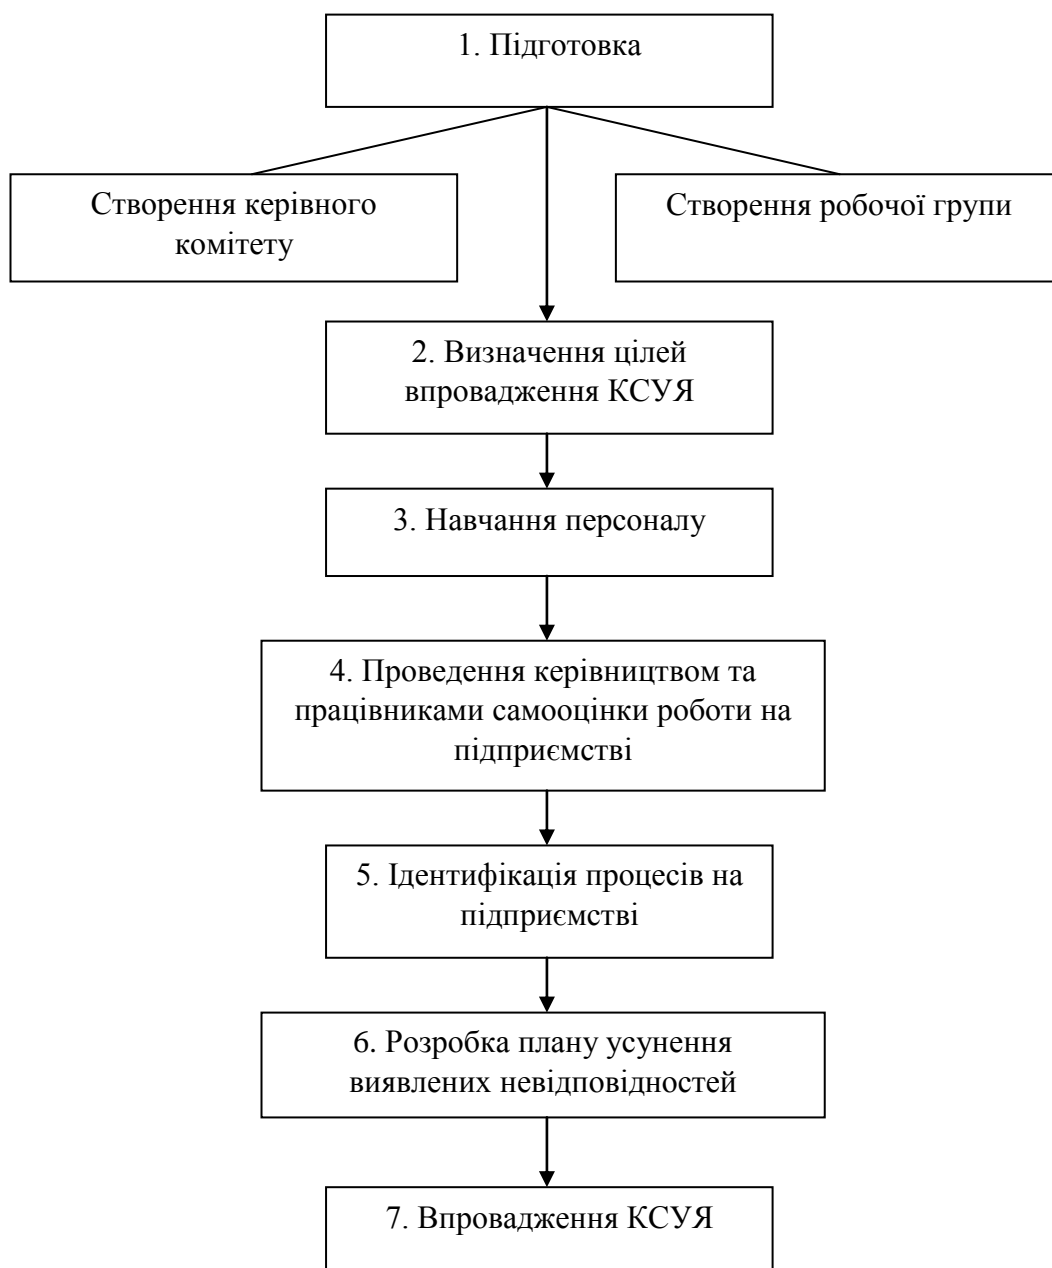 1. Підготовка
Створення керівного
комітету
Створення робочої групи
2. Визначення цілей
впровадження КСУЯ
3. Навчання персоналу
4. Проведення керівництвом та
працівниками самооцінки роботи на
підприємстві
5. Ідентифікація процесів на
підприємстві
6. Розробка плану усунення
виявлених невідповідностей
7. Впровадження КСУЯ